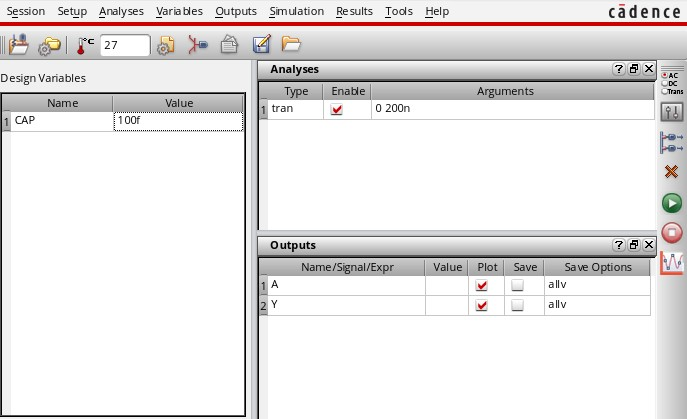 Session Setup Analyses Variables Outputs Simulation Results Tools Help
cādence
°C 27
Design Variables
Name Value
1 CAP 100f
Analyses
Type Enable Arguments
1 tran 0 200n
AC
DC
Trans
Outputs
Name/Signal/Expr Value Plot Save Save Options
1 A allv
2 Y allv